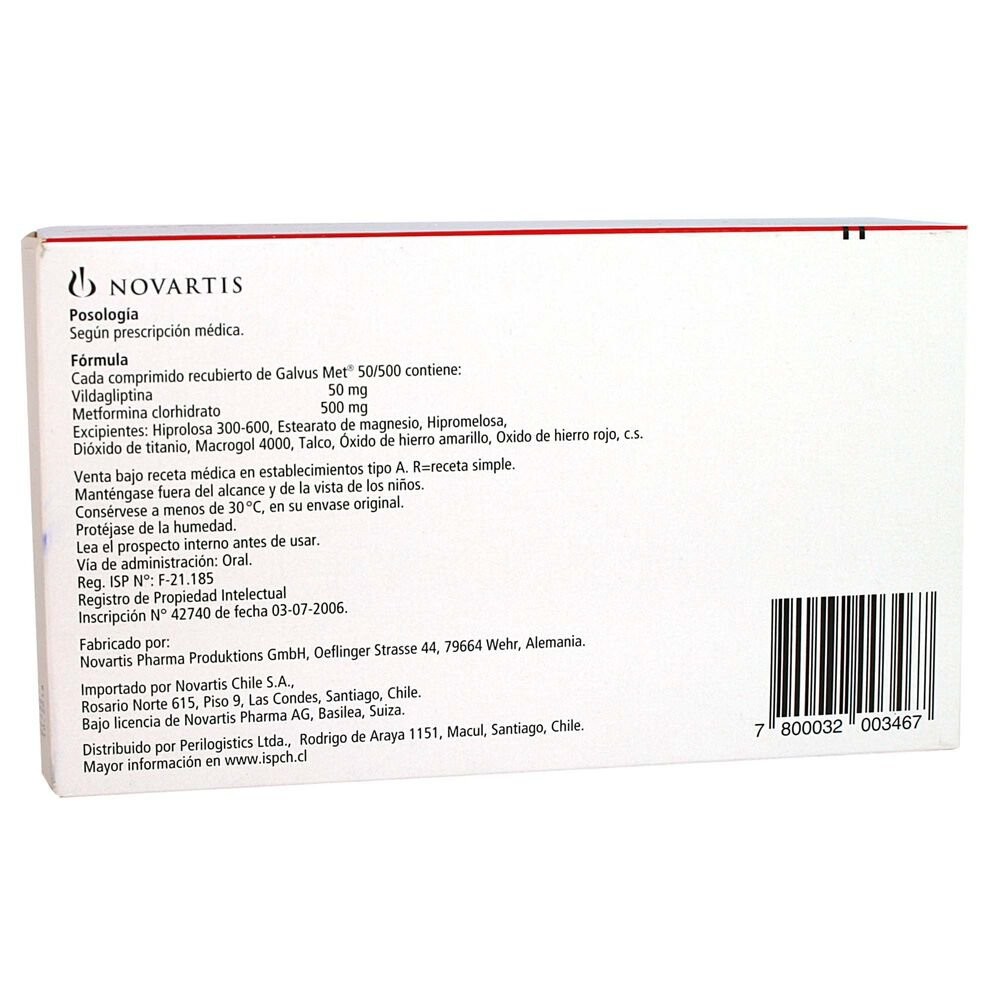 NOVARTIS
Posología
Según prescripción médica.
Fórmula
Cada comprimido recubierto de Galvus Met® 50/500 contiene:
Vildagliptina 50 mg
Metformina clorhidrato 500 mg
Excipientes: Hiprolosa 300-600, Estearato de magnesio, Hipromelosa,
Dióxido de titanio, Macrogol 4000, Talco, Óxido de hierro amarillo, Oxido de hierro rojo, c.s.
Venta bajo receta médica en establecimientos tipo A. R=receta simple.
Manténgase fuera del alcance y de la vista de los niños.
Consérvese a menos de 30°C, en su envase original.
Protéjase de la humedad.
Lea el prospecto interno antes de usar.
Vía de administración: Oral.
Reg. ISP N°: F-21.185
Registro de Propiedad Intelectual
Inscripción N° 42740 de fecha 03-07-2006.
Fabricado por:
Novartis Pharma Produktions GmbH, Oeflinger Strasse 44, 79664 Wehr, Alemania.
Importado por Novartis Chile S.A.,
Rosario Norte 615, Piso 9, Las Condes, Santiago, Chile.
Bajo licencia de Novartis Pharma AG, Basilea, Suiza.
Distribuido por Perilogistics Ltda., Rodrigo de Araya 1151, Macul, Santiago, Chile.
Mayor información en www.ispch.cl
7 800032 003467